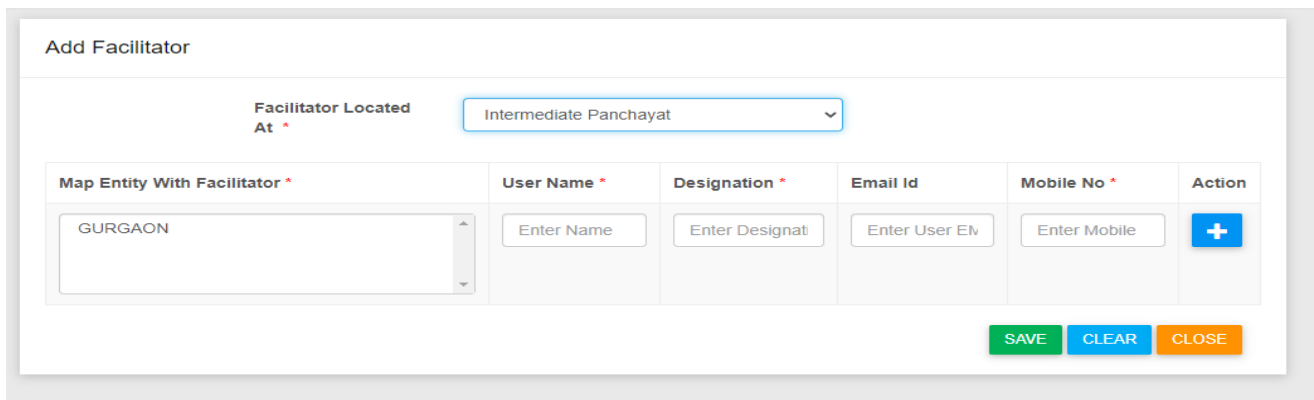 Add Facilitator
Facilitator Located
At *
Intermediate Panchayat
Map Entity With Facilitator * User Name * Designation * Email Id Mobile No * Action
GURGAON Enter Name Enter Designati Enter User EM Enter Mobile +
SAVE CLEAR CLOSE